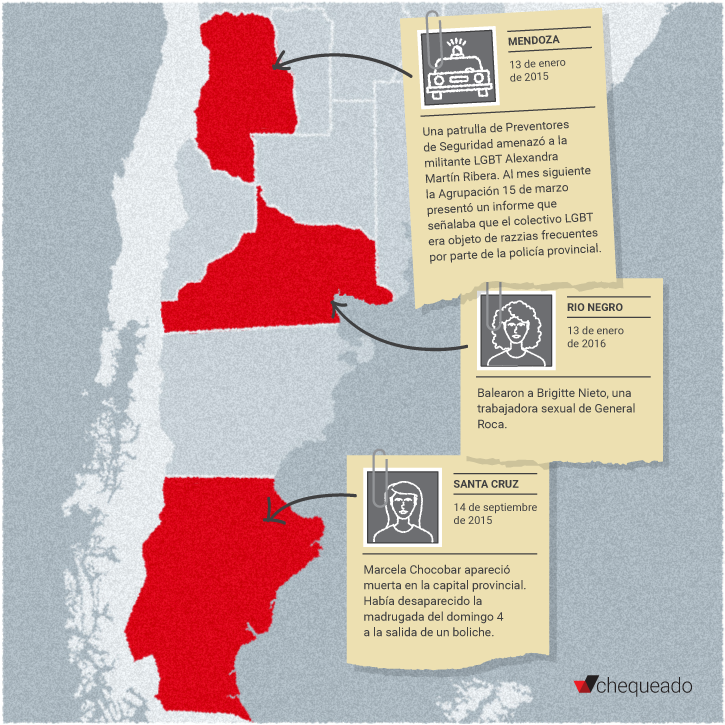 MENDOZA
13 de enero
de 2015
Una patrulla de Preventores
de Seguridad amenazó a la
militante LGBT Alexandra
Martín Ribera. Al mes siguiente
la Agrupación 15 de marzo
presentó un informe que
señalaba que el colectivo LGBT
era objeto de razzias frecuentes
por parte de la policía provincial.
RIO NEGRO
13 de enero
de 2016
Balearon a Brigitte Nieto, una
trabajadora sexual de General
Roca.
SANTA CRUZ
14 de septiembre
de 2015
Marcela Chocobar apareció
muerta en la capital provincial.
Había desaparecido la
madrugada del domingo 4
a la salida de un boliche.
chequeado